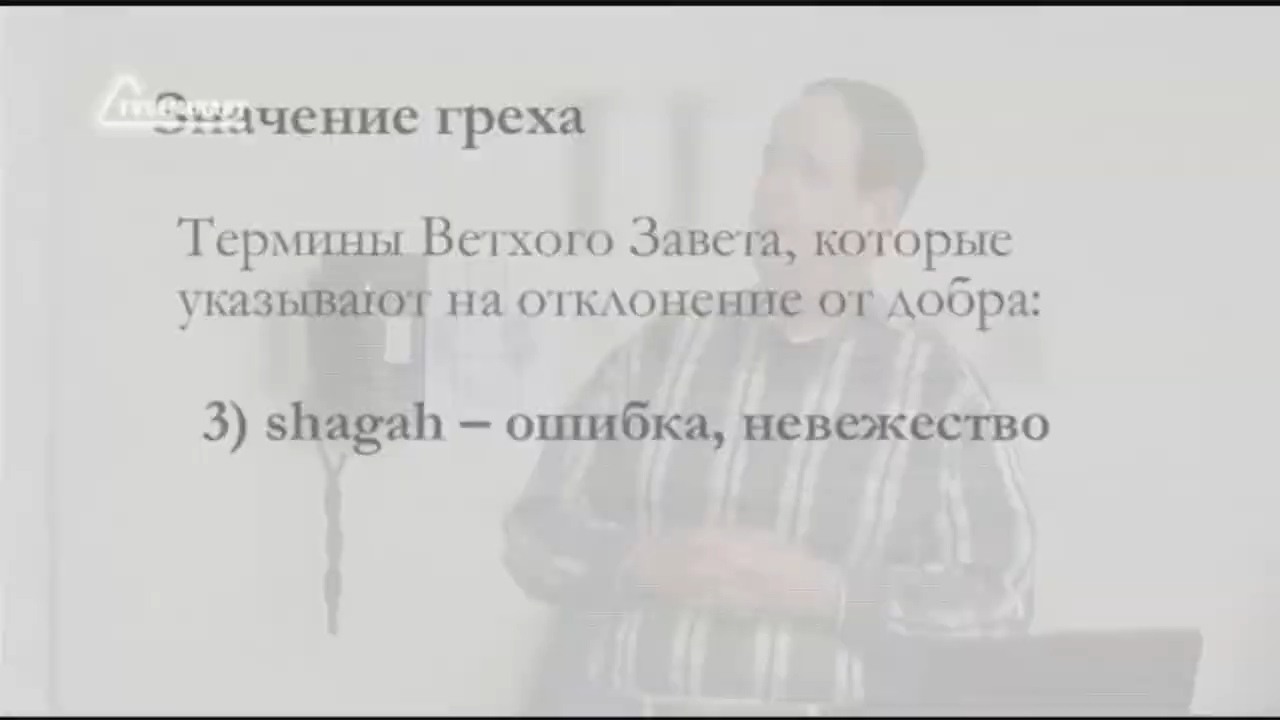 Значение греха
Термины Ветхого Завета, которые
указывают на отклонение от добра:
3) shagah – ошибка, невежество